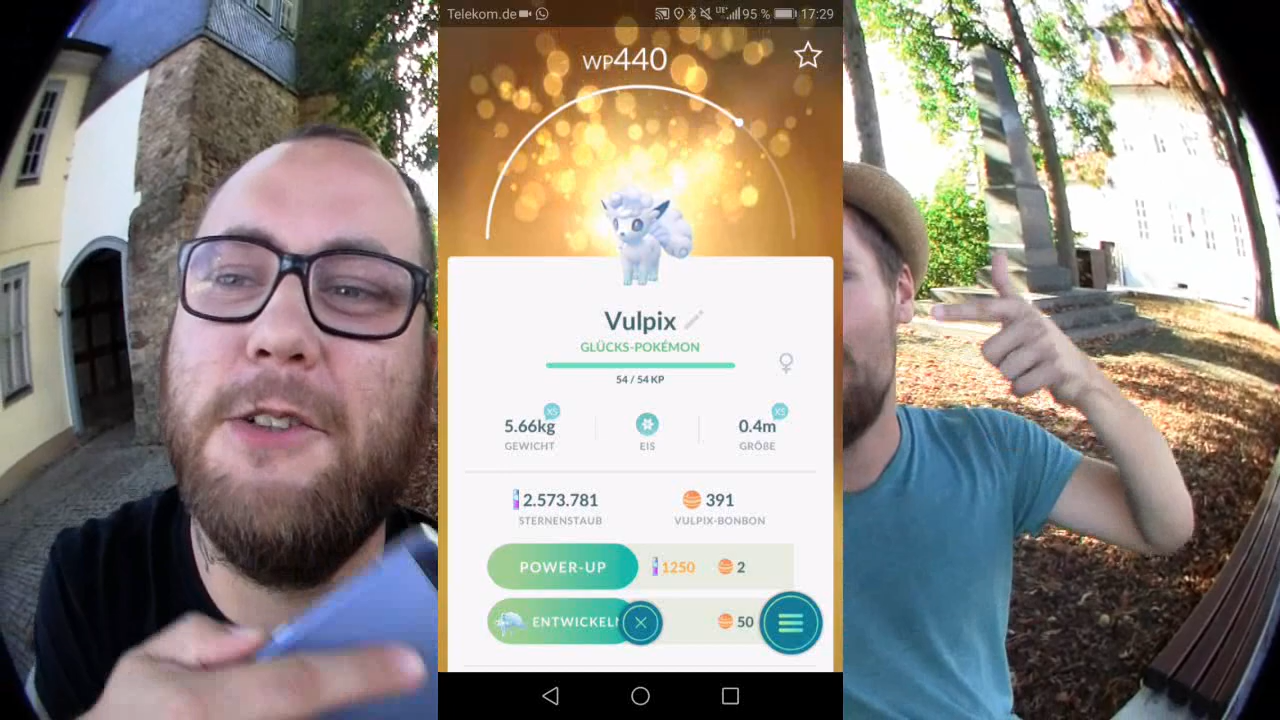 Telekom.de 95 % 17:29
WP440
Vulpix
GLÜCKS-POKÉMON
54 / 54 KP
XS XS
5.66kg 0.4m
GEWICHT EIS GRÖßE
2.573.781 391
STERNENSTAUB VULPIX-BONBON
POWER-UP 1250 2
ENTWICKELN 50